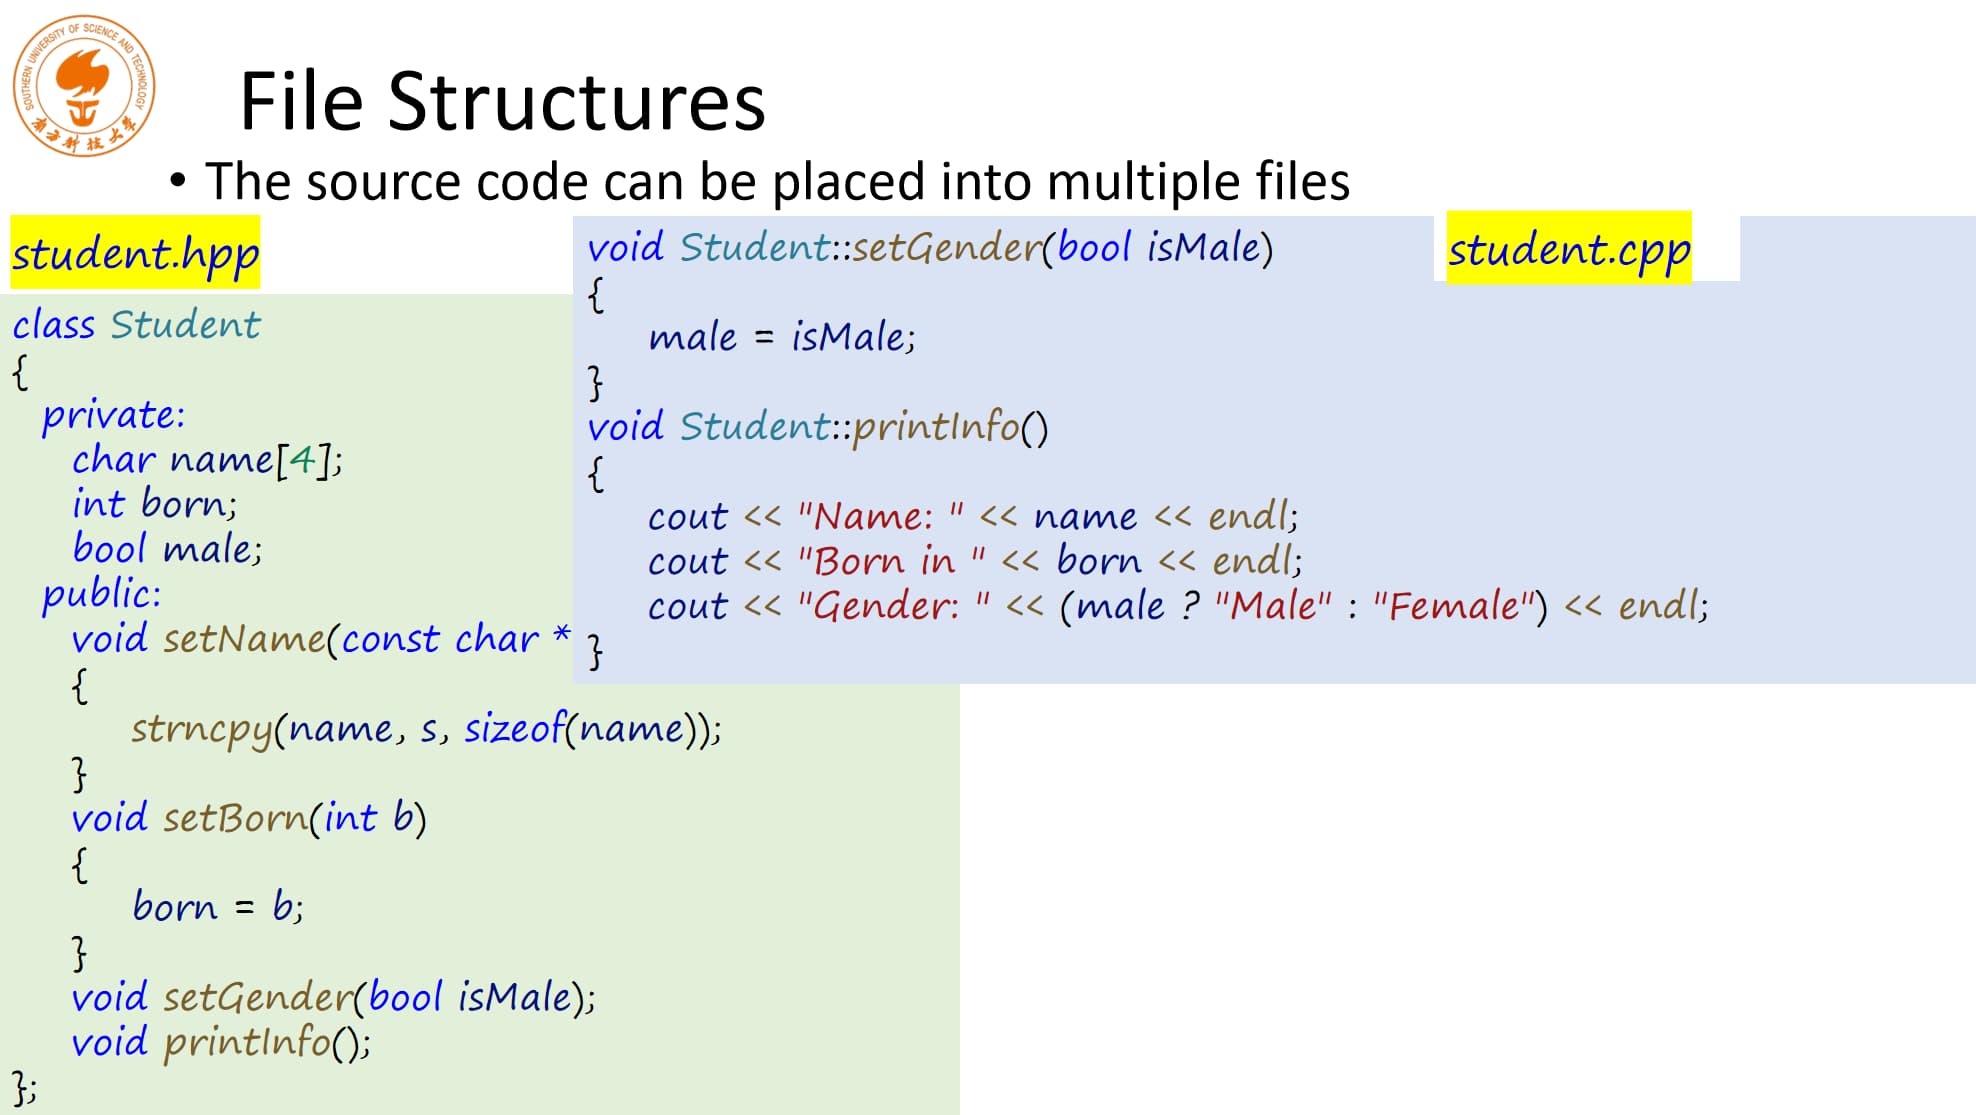 SOUTHERN UNIVERSITY OF SCIENCE AND TECHNOLOGY
南方科技大学
File Structures
• The source code can be placed into multiple files
student.hpp
class Student
{
private:
char name[4];
int born;
bool male;
public:
void setName(const char *
{
strncpy(name, s, sizeof(name));
}
void setBorn(int b)
{
born = b;
}
void setGender(bool isMale);
void printInfo();
};
student.cpp
void Student::setGender(bool isMale)
{
male = isMale;
}
void Student::printInfo()
{
cout << "Name: " << name << endl;
cout << "Born in " << born << endl;
cout << "Gender: " << (male ? "Male" : "Female") << endl;
}